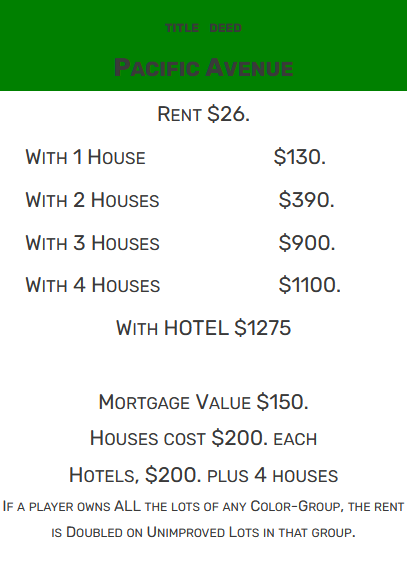 TITLE DEED
PACIFIC AVENUE
RENT $26.
WITH 1 HOUSE $130.
WITH 2 HOUSES $390.
WITH 3 HOUSES $900.
WITH 4 HOUSES $1100.
WITH HOTEL $1275
MORTGAGE VALUE $150.
HOUSES COST $200. EACH
HOTELS, $200. PLUS 4 HOUSES
IF A PLAYER OWNS ALL THE LOTS OF ANY COLOR-GROUP, THE RENT
IS DOUBLED ON UNIMPROVED LOTS IN THAT GROUP.